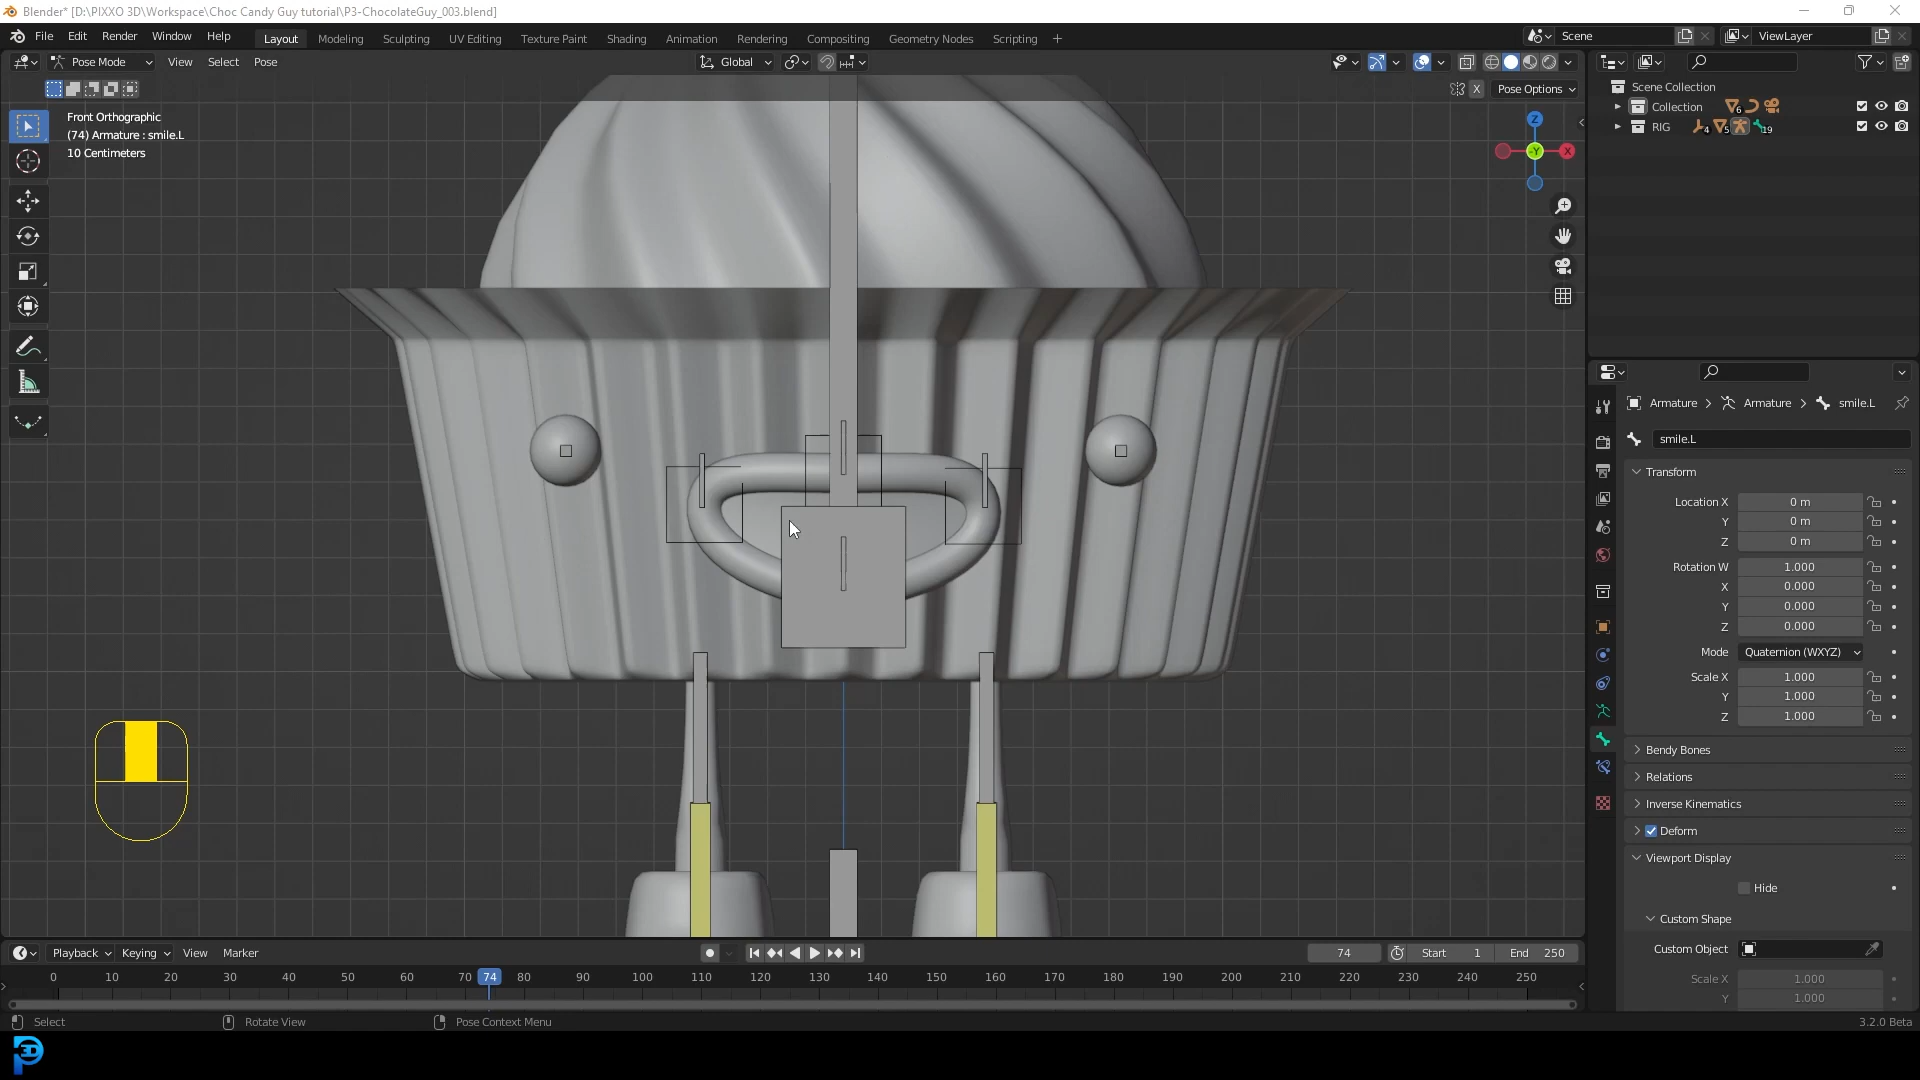 Blender* [D:\PIXXO 3D\Workspace\Choc Candy Guy tutorial\P3-ChocolateGuy_003.blend]
File Edit Render Window Help Layout Modeling Sculpting UV Editing Texture Paint Shading Animation Rendering Compositing Geometry Nodes Scripting + Scene ViewLayer
Pose Mode View Select Pose Global
X Pose Options
Front Orthographic
(74) Armature : smile.L
10 Centimeters
Z
-Y
X
Scene Collection
Collection 6
RIG 4 5 19
Armature > Armature > smile.L
smile.L
Transform
Location X 0 m
Y 0 m
Z 0 m
Rotation W 1.000
X 0.000
Y 0.000
Z 0.000
Mode Quaternion (WXYZ)
Scale X 1.000
Y 1.000
Z 1.000
Bendy Bones
Relations
Inverse Kinematics
Deform
Viewport Display
Hide
Custom Shape
Custom Object
Scale X 1.000
Y 1.000
Playback Keying View Marker 74 Start 1 End 250
0 10 20 30 40 50 60 70 74 80 90 100 110 120 130 140 150 160 170 180 190 200 210 220 230 240 250
Select Rotate View Pose Context Menu 3.2.0 Beta
3D